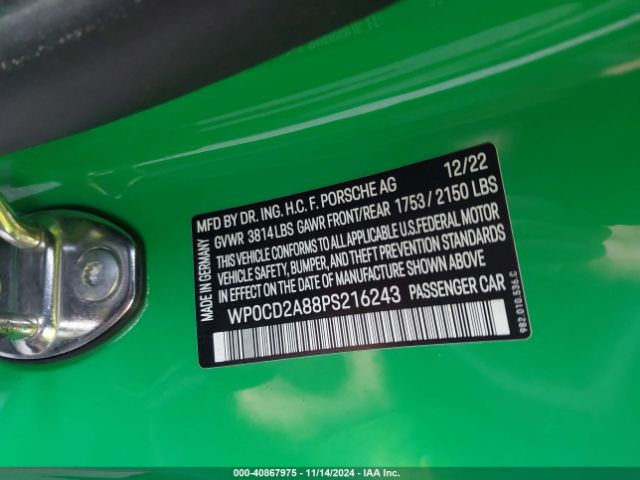 12/22
MFD BY DR. ING. H.C. F. PORSCHE AG
GVWR 3814LBS GAWR FRONT/REAR 1753/2150 LBS
THIS VEHICLE CONFORMS TO ALL APPLICABLE U.S.FEDERAL MOTOR
VEHICLE SAFETY, BUMPER, AND THEFT PREVENTION STANDARDS
IN EFFECT ON THE DATE OF MANUFACTURE SHOWN ABOVE
WP0CD2A88PS216243 PASSENGER CAR
MADE IN GERMANY
982.010.536.C
000-40867975 - 11/14/2024 - IAA Inc.